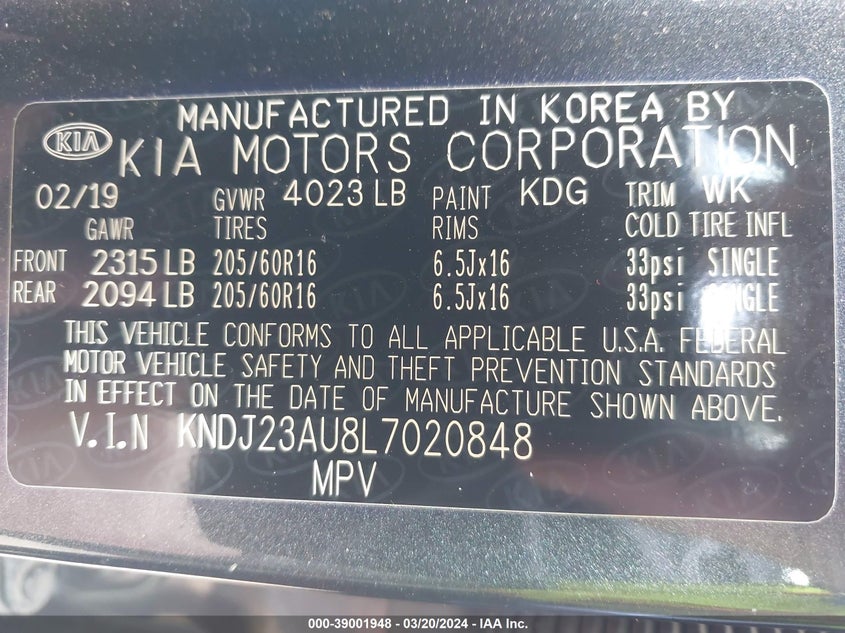 MANUFACTURED IN KOREA BY
KIA KIA MOTORS CORPORATION
02/19 GVWR 4023 LB PAINT KDG TRIM WK
GAWR TIRES RIMS COLD TIRE INFL
FRONT 2315 LB 205/60R16 6.5Jx16 33psi SINGLE
REAR 2094 LB 205/60R16 6.5Jx16 33psi SINGLE
THIS VEHICLE CONFORMS TO ALL APPLICABLE U.S.A. FEDERAL
MOTOR VEHICLE SAFETY AND THEFT PREVENTION STANDARDS
IN EFFECT ON THE DATE OF MANUFACTURE SHOWN ABOVE.
V.I.N KNDJ23AU8L7020848
MPV
000-39001948 - 03/20/2024 - IAA Inc.